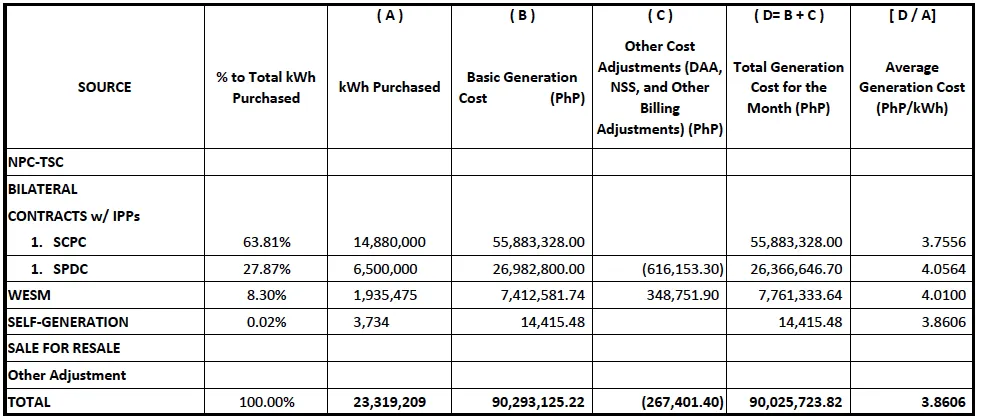 ( A ) ( B ) ( C ) ( D= B + C ) [ D / A]
SOURCE % to Total kWh Purchased kWh Purchased Basic Generation Cost (PhP) Other Cost Adjustments (DAA, NSS, and Other Billing Adjustments) (PhP) Total Generation Cost for the Month (PhP) Average Generation Cost (PhP/kWh)
NPC-TSC
BILATERAL
CONTRACTS w/ IPPs
1. SCPC 63.81% 14,880,000 55,883,328.00 55,883,328.00 3.7556
1. SPDC 27.87% 6,500,000 26,982,800.00 (616,153.30) 26,366,646.70 4.0564
WESM 8.30% 1,935,475 7,412,581.74 348,751.90 7,761,333.64 4.0100
SELF-GENERATION 0.02% 3,734 14,415.48 14,415.48 3.8606
SALE FOR RESALE
Other Adjustment
TOTAL 100.00% 23,319,209 90,293,125.22 (267,401.40) 90,025,723.82 3.8606